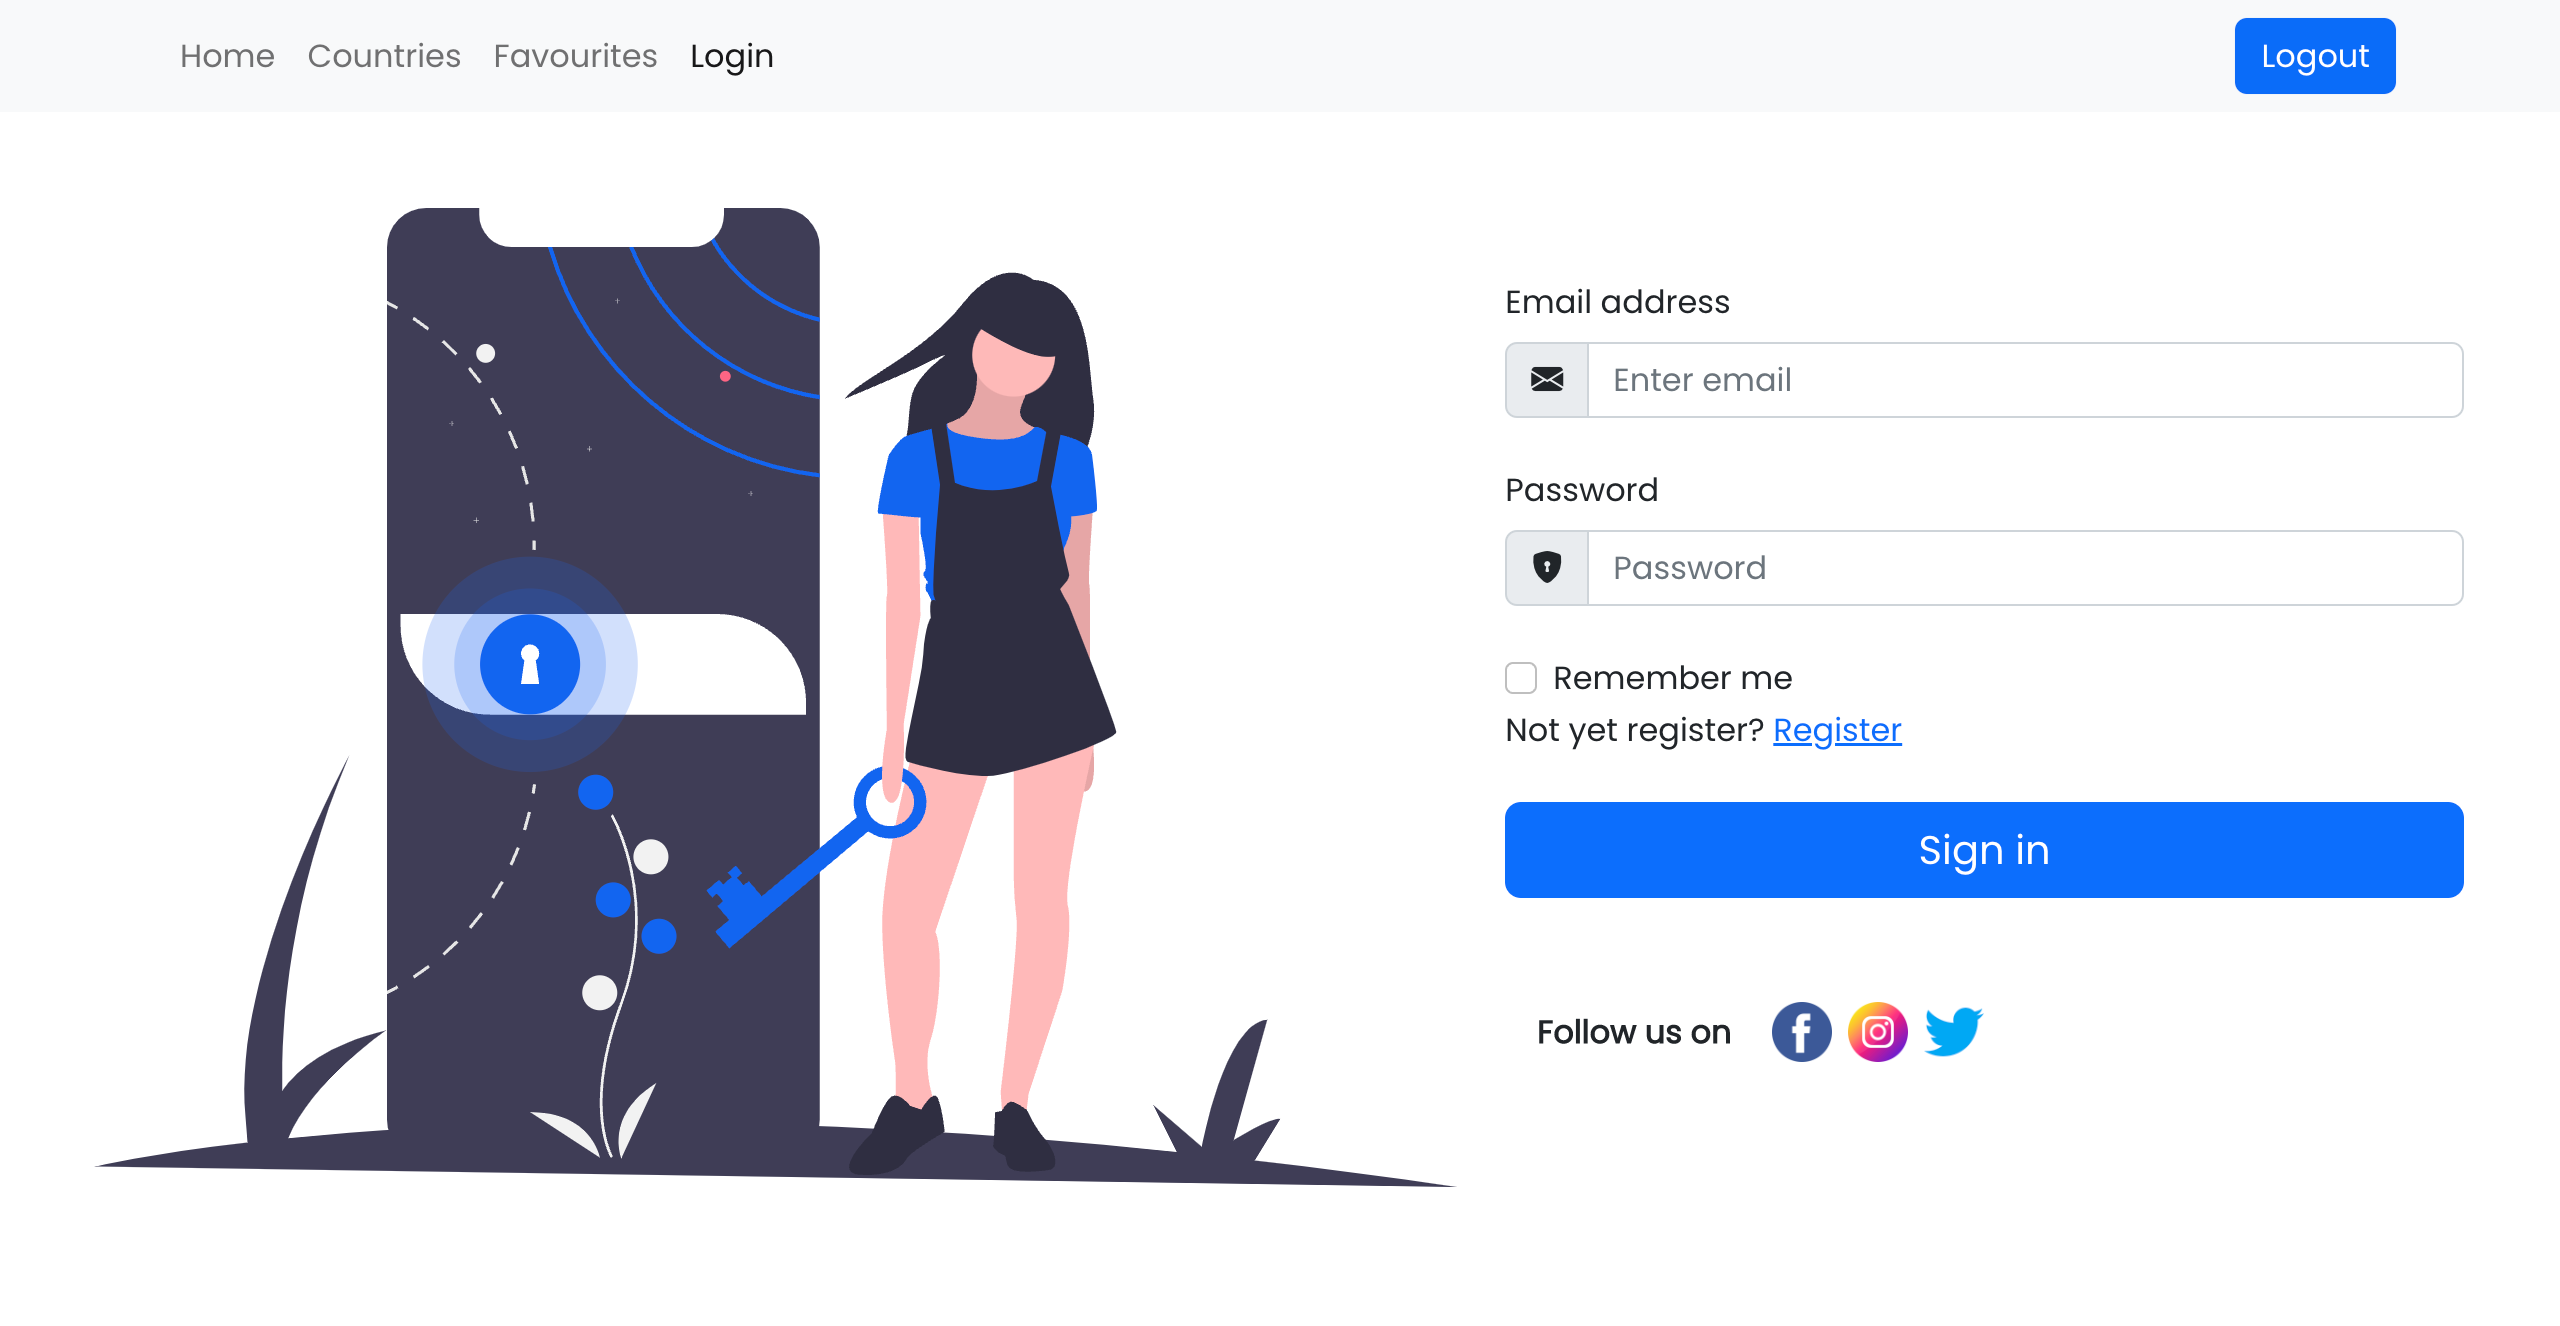 Home Countries Favourites Login Logout
Email address
Enter email
Password
Password
Remember me
Not yet register? Register
Sign in
Follow us on